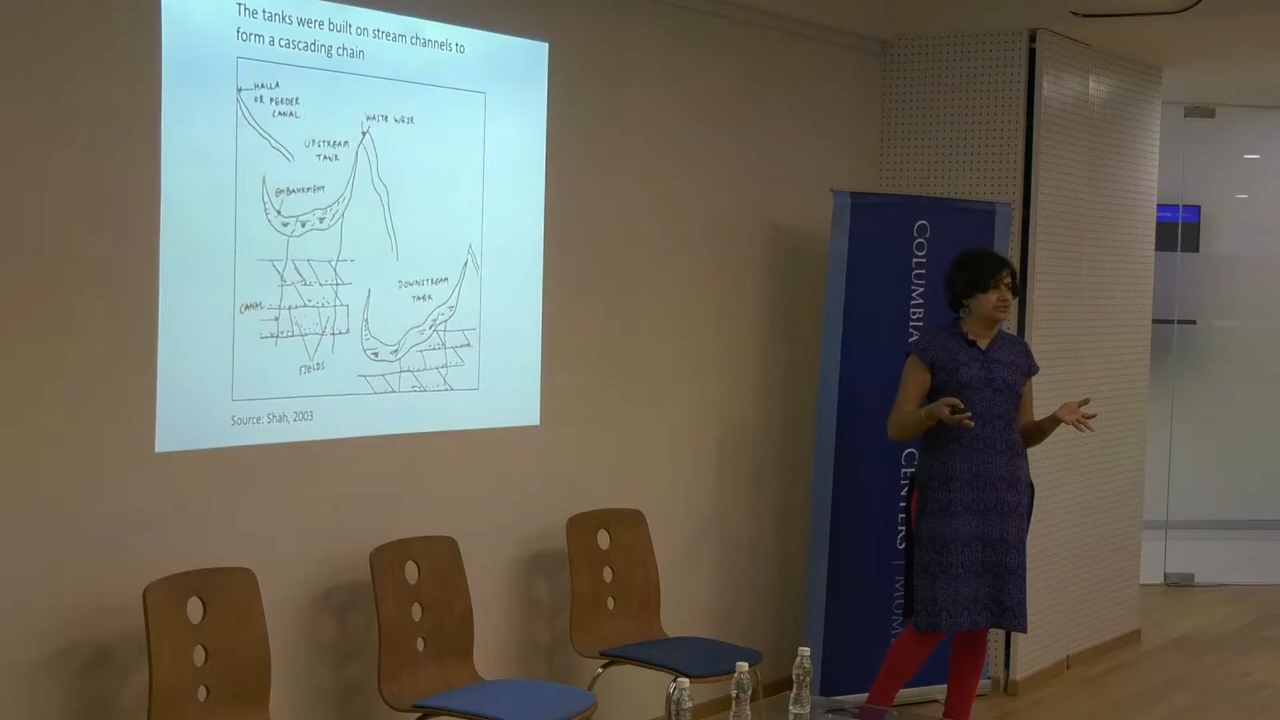 The tanks were built on stream channels to
form a cascading chain
HALLA
OR FEEDER
CANAL
WASTE WEIR
UPSTREAM
TANK
EMBANKMENT
DOWNSTREAM
TANK
CANAL
FIELDS
Source: Shah, 2003
COLUMBIA
CENTERS | MUM